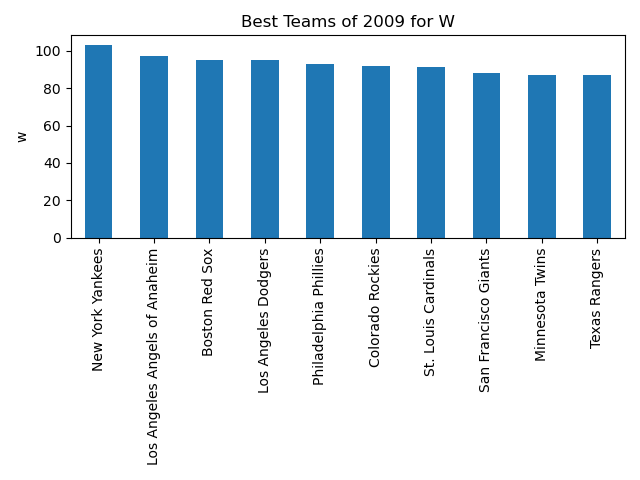 Best Teams of 2009 for W
w
100
80
60
40
20
0
New York Yankees
Los Angeles Angels of Anaheim
Boston Red Sox
Los Angeles Dodgers
Philadelphia Phillies
Colorado Rockies
St. Louis Cardinals
San Francisco Giants
Minnesota Twins
Texas Rangers